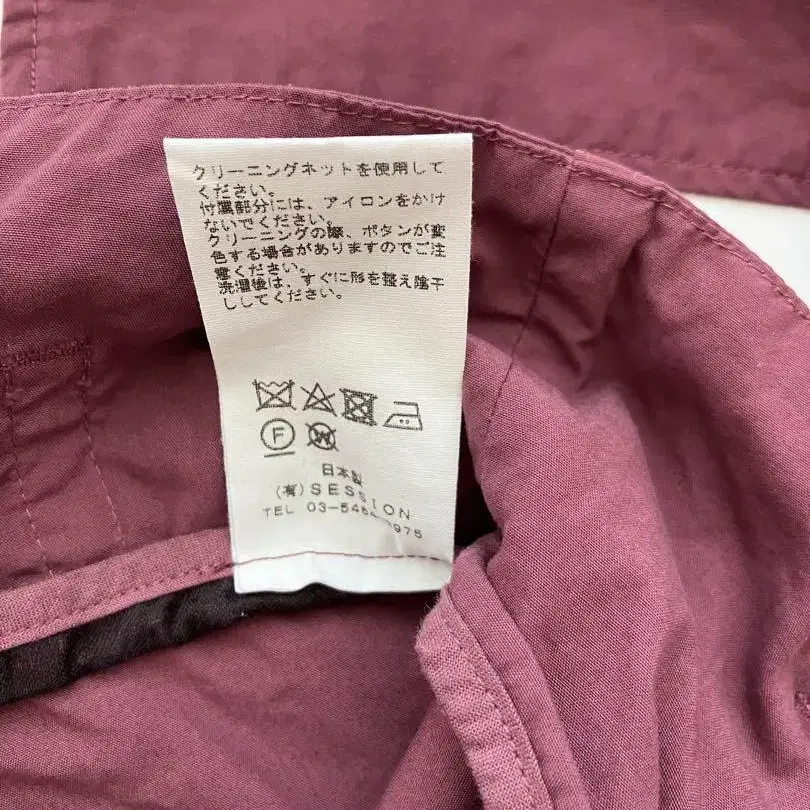 クリーニングネットを使用して
ください。
付属部分には、アイロンをかけ
ないでください。
クリーニングの際、ボタンが変
色する場合がありますのでご注
意ください。
洗濯後は、すぐに形を整え陰干
ししてください。
F
W
日本製
(有)SESSION
TEL